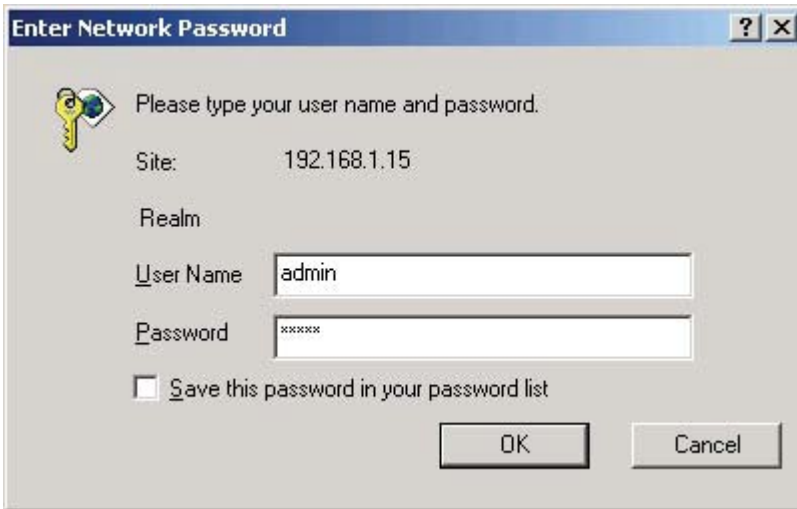 Enter Network Password
Please type your user name and password.
Site: 192.168.1.15
Realm
User Name admin
Password xxxxx
Save this password in your password list
OK Cancel